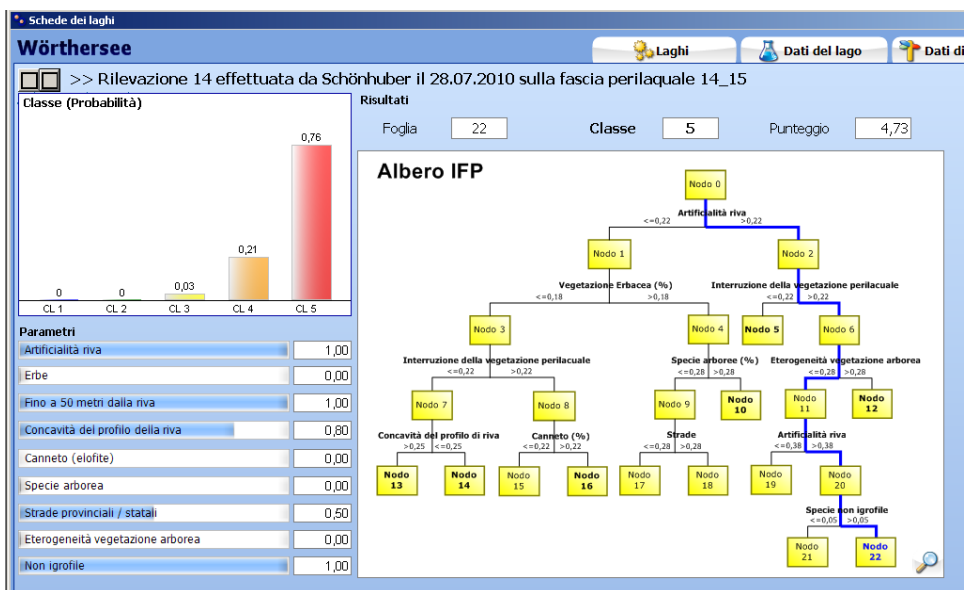 Schede dei laghi
Wörthersee
Laghi
Dati del lago
Dati di
>> Rilevazione 14 effettuata da Schönhuber il 28.07.2010 sulla fascia perilaquale 14_15
Classe (Probabilità)
0 0 0,03 0,21 0,76
CL 1 CL 2 CL 3 CL 4 CL 5
Parametri
Artificialità riva 1,00
Erbe 0,00
Fino a 50 metri dalla riva 1,00
Concavità del profilo della riva 0,80
Canneto (elofite) 0,00
Specie arborea 0,00
Strade provinciali / statali 0,50
Eterogeneità vegetazione arborea 0,00
Non igrofile 1,00
Risultati
Foglia 22 Classe 5 Punteggio 4,73
Albero IFP
Nodo 0
Artificialità riva
<=0,22 >0,22
Nodo 1 Nodo 2
Vegetazione Erbacea (%) Interruzione della vegetazione perilacuale
<=0,18 >0,18 <=0,22 >0,22
Nodo 3 Nodo 4 Nodo 5 Nodo 6
Interruzione della vegetazione perilacuale Specie arboree (%) Eterogeneità vegetazione arborea
<=0,22 >0,22 <=0,28 >0,28 <=0,28 >0,28
Nodo 7 Nodo 8 Nodo 9 Nodo 10 Nodo 11 Nodo 12
Concavità del profilo di riva Canneto (%) Strade Artificialità riva
>0,25 <=0,25 <=0,22 >0,22 <=0,28 >0,28 <=0,38 >0,38
Nodo 13 Nodo 14 Nodo 15 Nodo 16 Nodo 17 Nodo 18 Nodo 19 Nodo 20
Specie non igrofile
<=0,05 >0,05
Nodo 21 Nodo 22